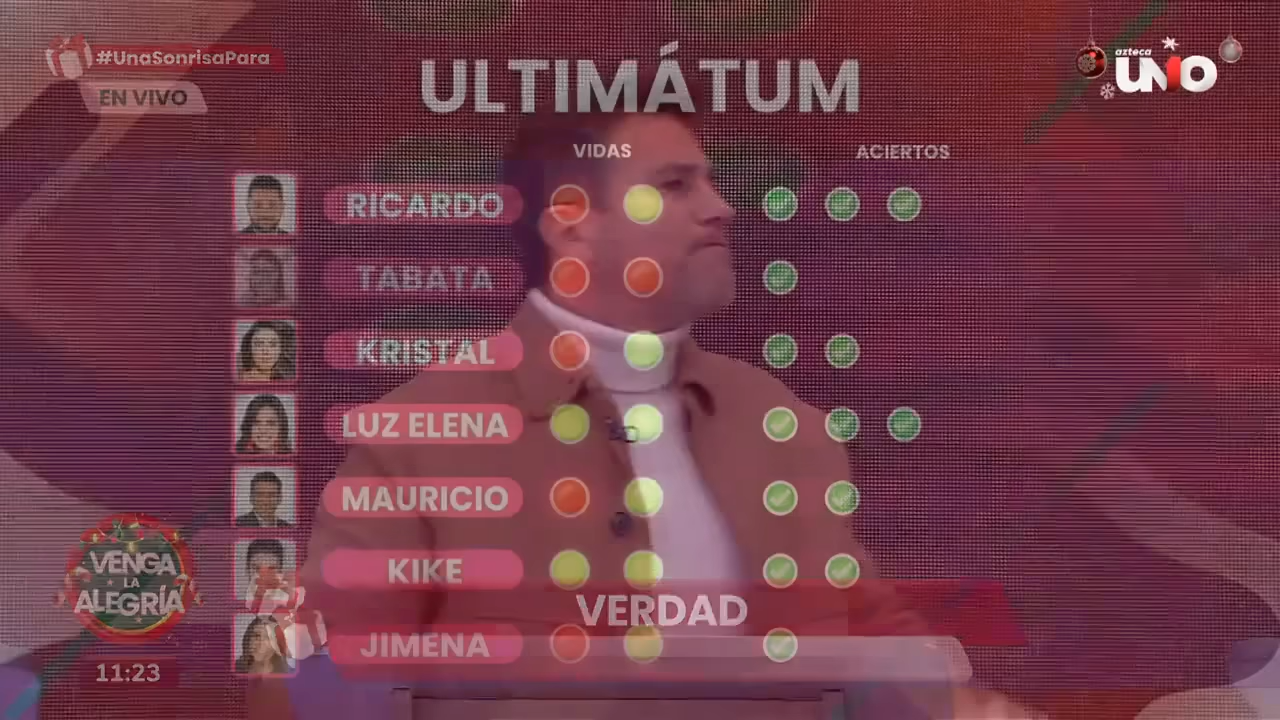 #UnaSonrisaPara
EN VIVO
azteca
UNO
ULTIMÁTUM
VIDAS
ACIERTOS
RICARDO
TABATA
KRISTAL
LUZ ELENA
MAURICIO
KIKE
VERDAD
JIMENA
VENGA
LA
ALEGRÍA
11:23